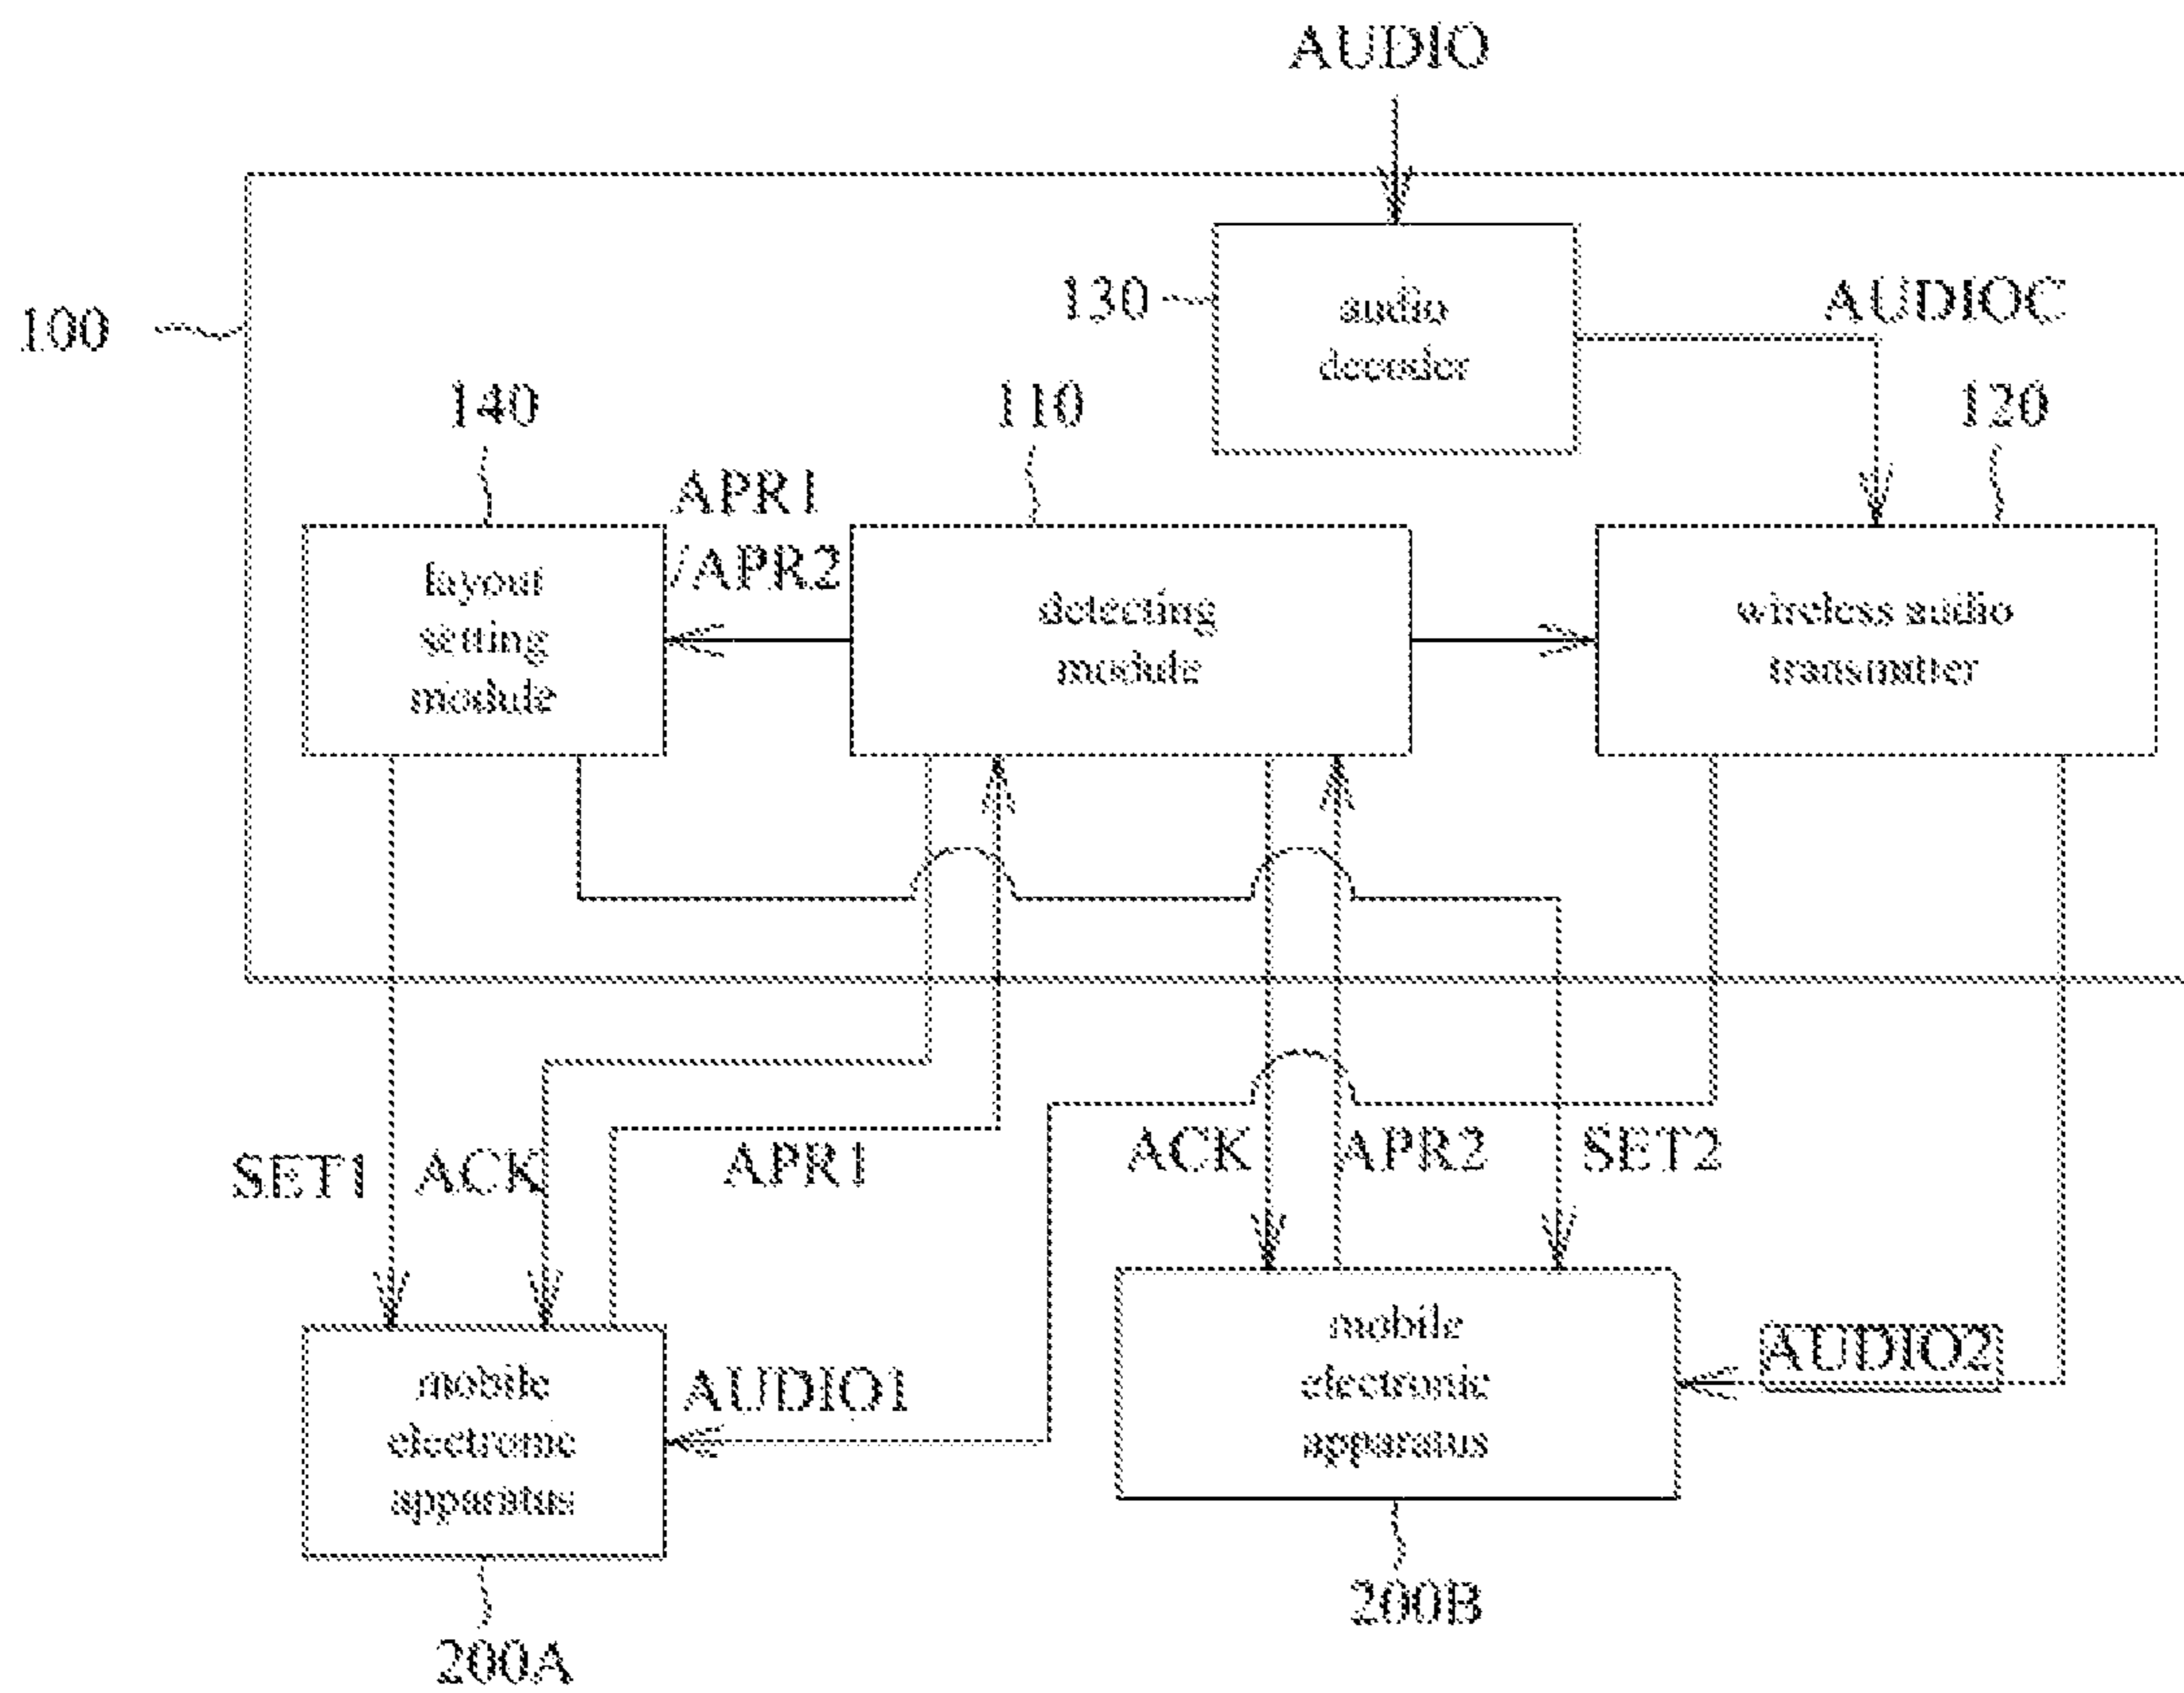 AUDIO
130
audio
decoder
AUDIOC
100
140
110
120
APR1
/APR2
layout
setting
module
detecting
module
wireless audio
transmitter
SET1
ACK
APR1
ACK
APR2
SET2
mobile
electronic
apparatus
AUDIO1
mobile
electronic
apparatus
AUDIO2
200A
200B